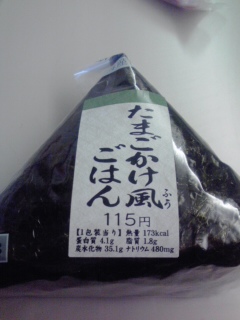 たまごかけ風
ふう
ごはん
115円
【1包装当り】熱量 173kcal
蛋白質 4.1g 脂質 1.8g
炭水化物 35.1g ナトリウム 480mg